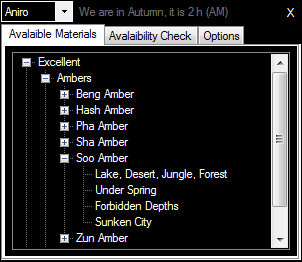 Aniro We are in Autumn, it is 2 h (AM) X
Avalaible Materials Avalaibility Check Options
Excellent
Ambers
Beng Amber
Hash Amber
Pha Amber
Sha Amber
Soo Amber
Lake, Desert, Jungle, Forest
Under Spring
Forbidden Depths
Sunken City
Zun Amber